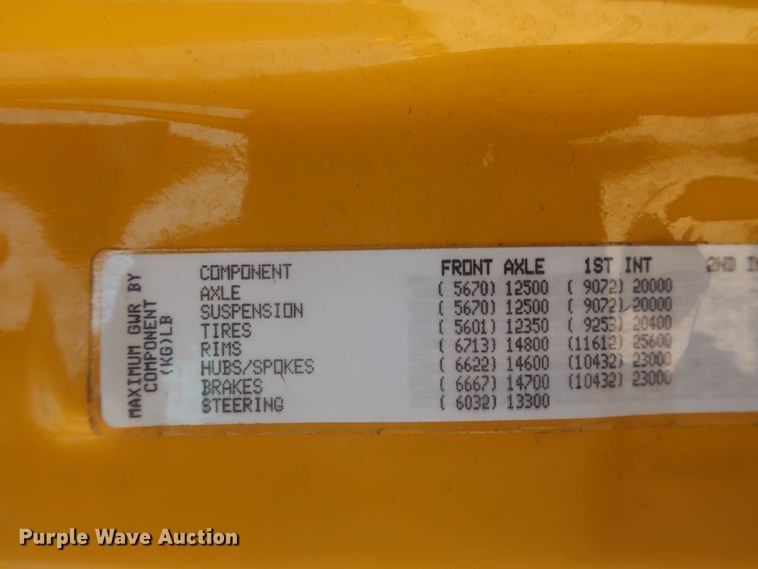 MAXIMUM GWR BY
COMPONENT
(KG)LB
COMPONENT FRONT AXLE 1ST INT 2ND
AXLE ( 5670) 12500 ( 9072) 20000
SUSPENSION ( 5670) 12500 ( 9072) 20000
TIRES ( 5601) 12350 ( 9253) 20400
RIMS ( 6713) 14800 (11612) 25600
HUBS/SPOKES ( 6622) 14600 (10432) 23000
BRAKES ( 6667) 14700 (10432) 23000
STEERING ( 6032) 13300
Purple Wave Auction